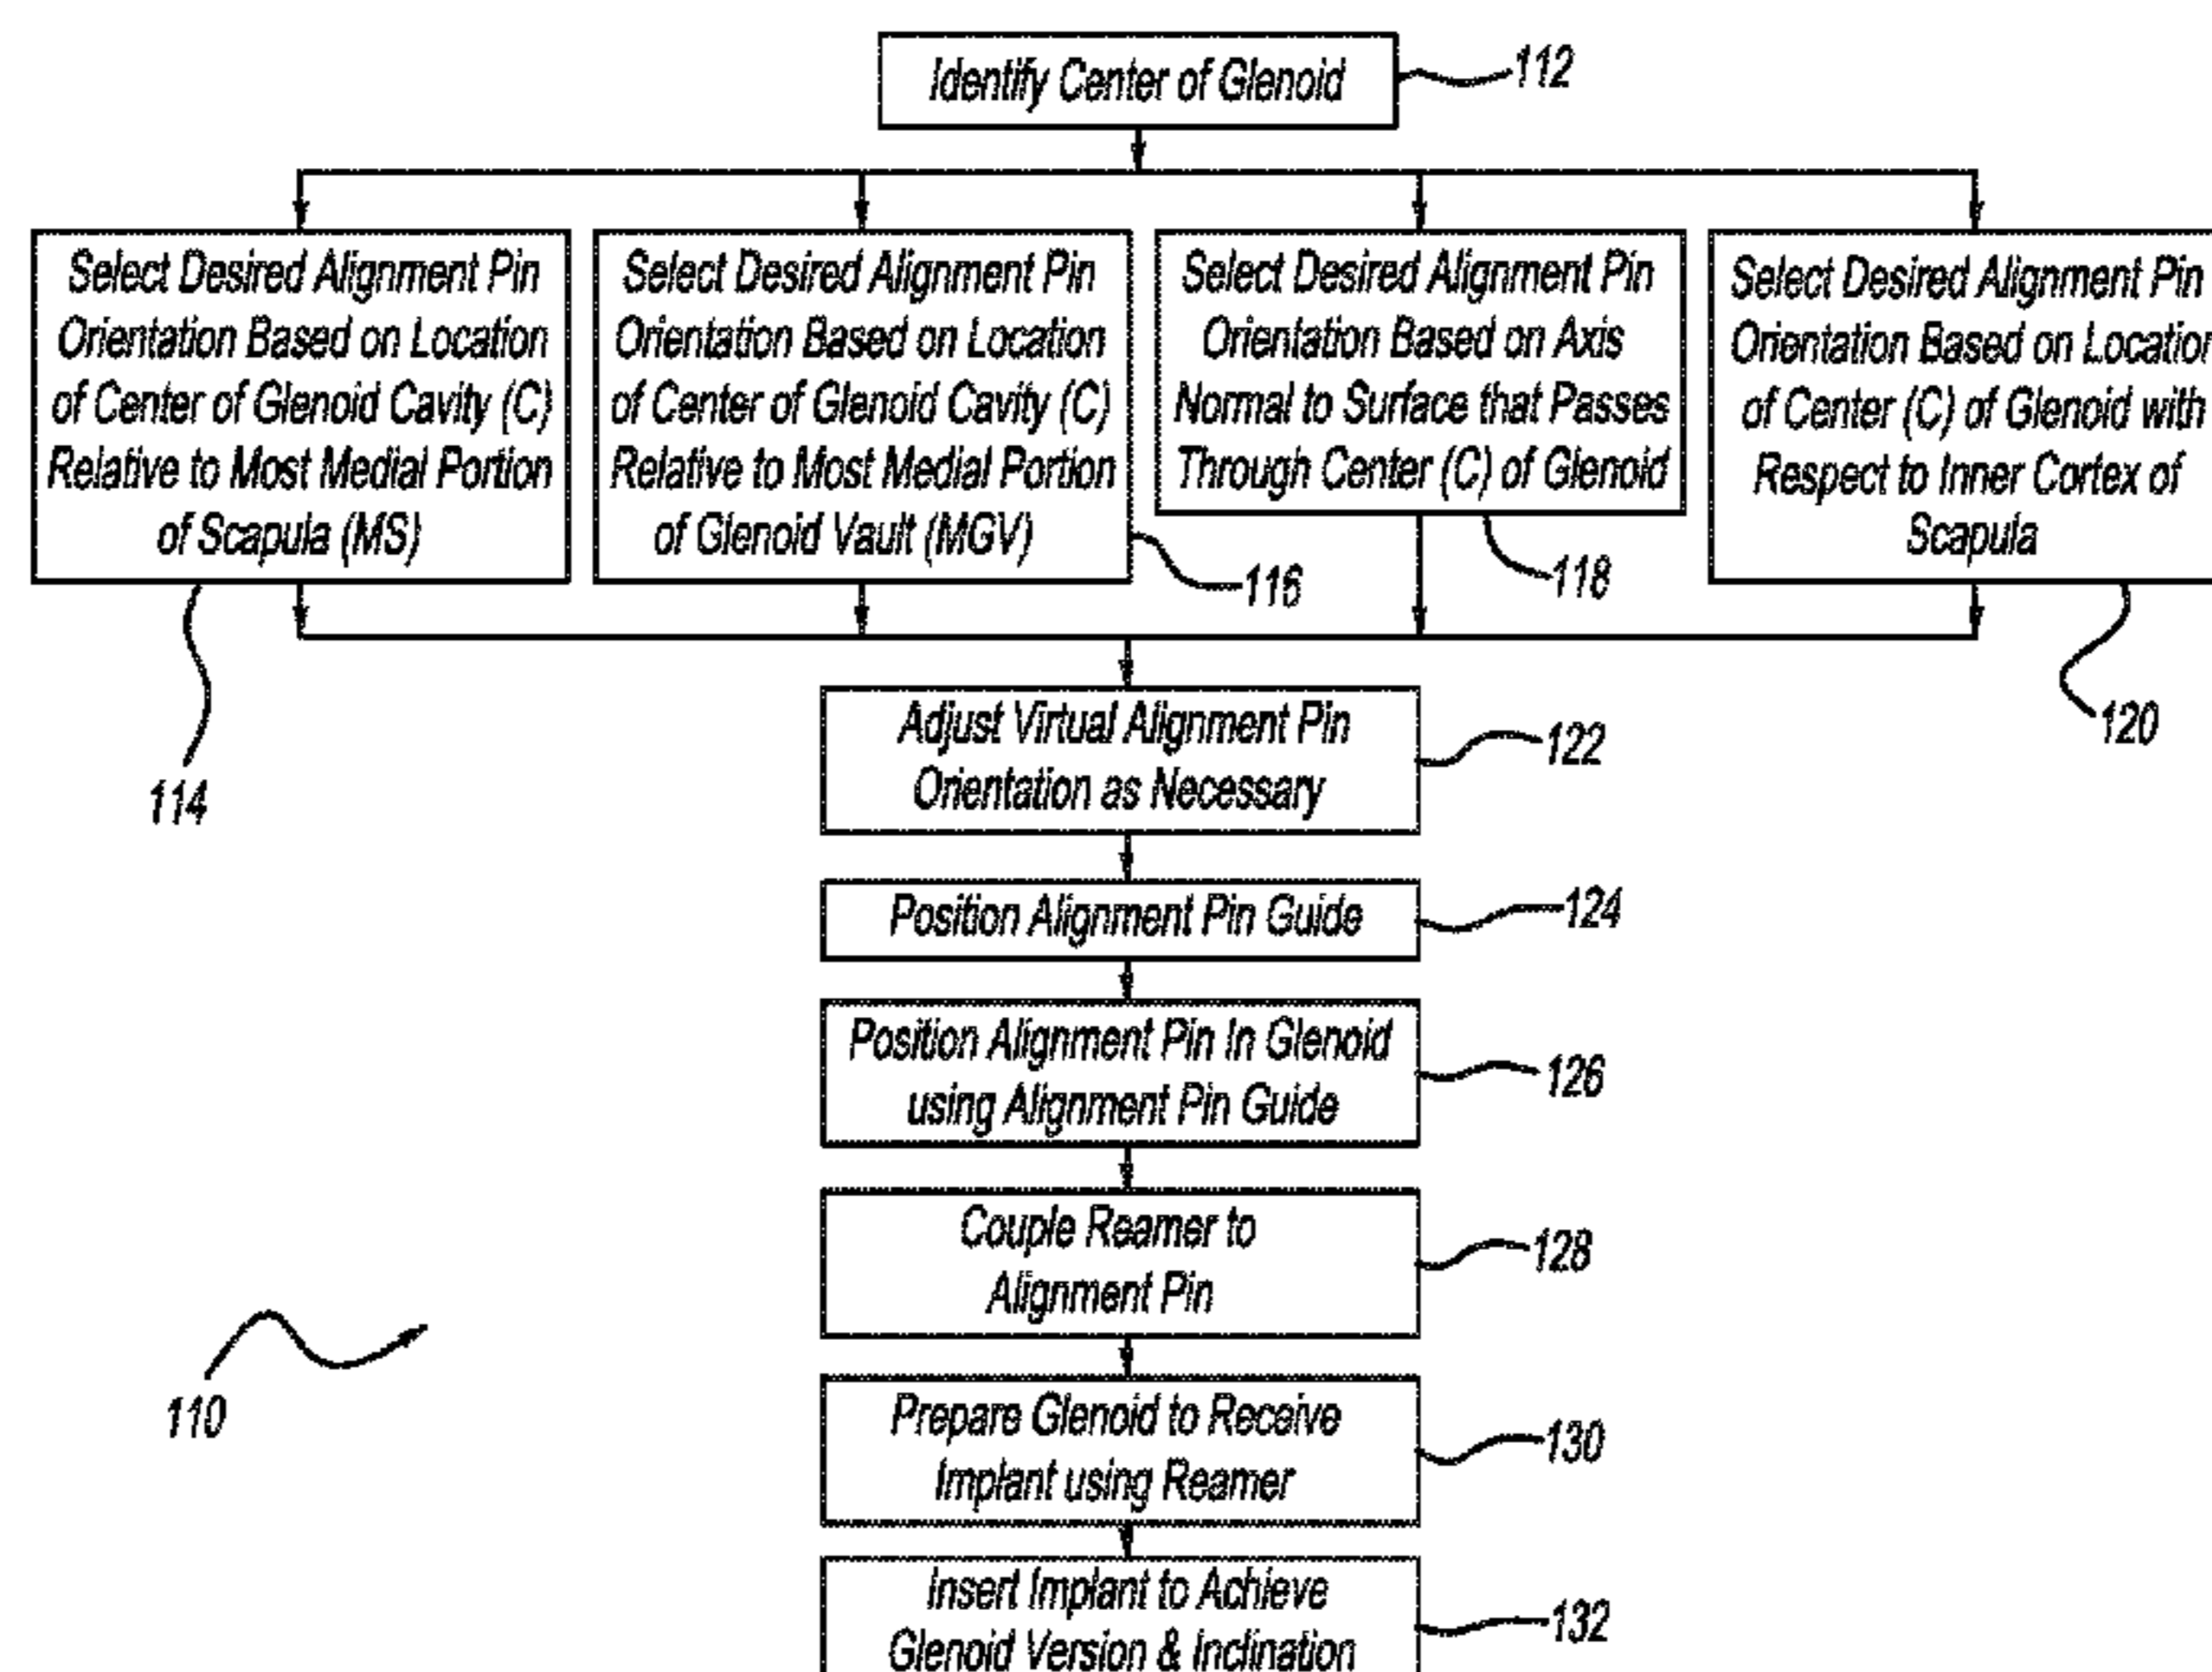 Identify Center of Glenoid
112
Select Desired Alignment Pin
Orientation Based on Location
of Center of Glenoid Cavity (C)
Relative to Most Medial Portion
of Scapula (MS)
114
Select Desired Alignment Pin
Orientation Based on Location
of Center of Glenoid Cavity (C)
Relative to Most Medial Portion
of Glenoid Vault (MGV)
116
Select Desired Alignment Pin
Orientation Based on Axis
Normal to Surface that Passes
Through Center (C) of Glenoid
118
Select Desired Alignment Pin
Orientation Based on Location
of Center (C) of Glenoid with
Respect to Inner Cortex of
Scapula
120
Adjust Virtual Alignment Pin
Orientation as Necessary
122
Position Alignment Pin Guide
124
Position Alignment Pin In Glenoid
using Alignment Pin Guide
126
Couple Reamer to
Alignment Pin
128
Prepare Glenoid to Receive
Implant using Reamer
130
Insert Implant to Achieve
Glenoid Version & Inclination
132
110